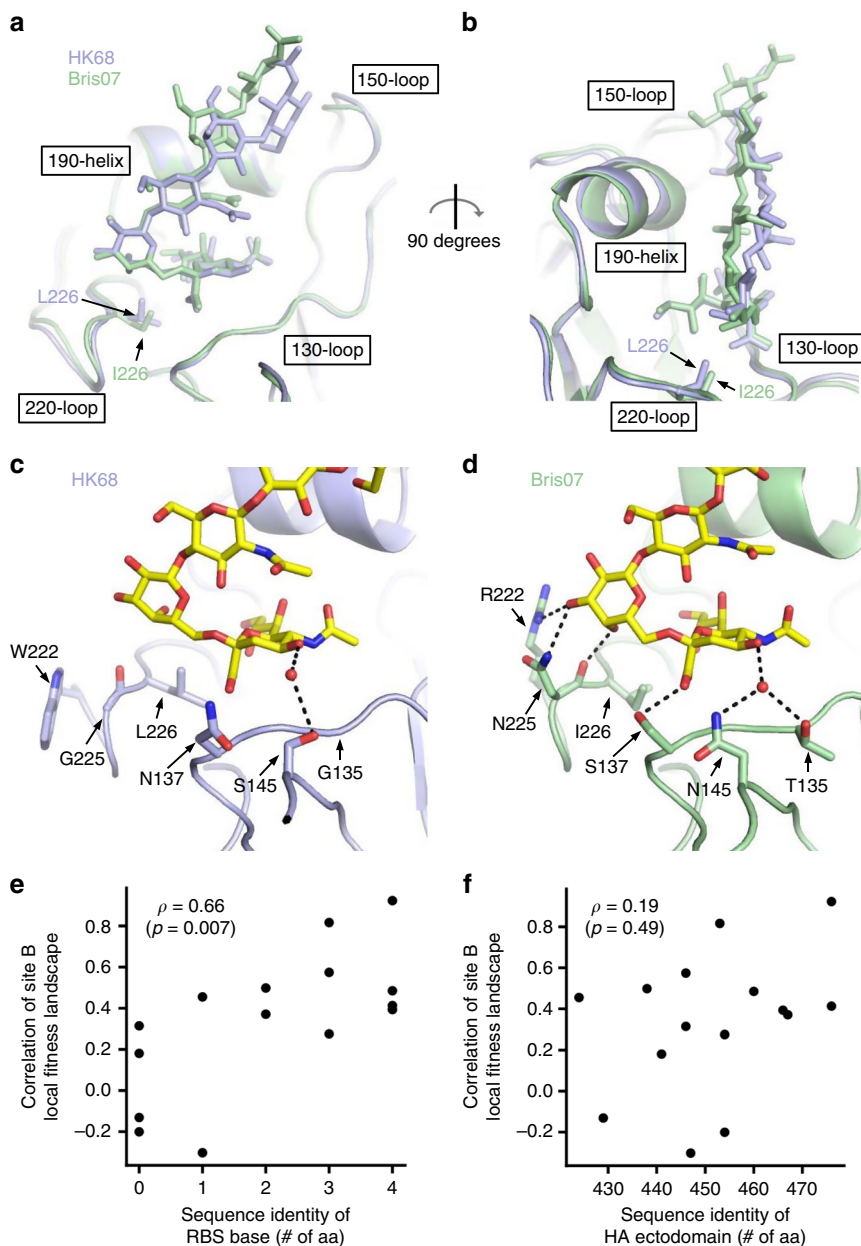 a
HK68
Bris07
150-loop
190-helix
L226
I226
130-loop
220-loop
90 degrees
b
150-loop
190-helix
L226
I226
130-loop
220-loop
c
HK68
W222
G225
L226
N137
S145
G135
d
Bris07
R222
N225
I226
S137
N145
T135
e
ρ = 0.66
(p = 0.007)
Correlation of site B
local fitness landscape
0.8
0.6
0.4
0.2
0.0
–0.2
0 1 2 3 4
Sequence identity of
RBS base (# of aa)
f
ρ = 0.19
(p = 0.49)
Correlation of site B
local fitness landscape
0.8
0.6
0.4
0.2
0.0
–0.2
430 440 450 460 470
Sequence identity of
HA ectodomain (# of aa)